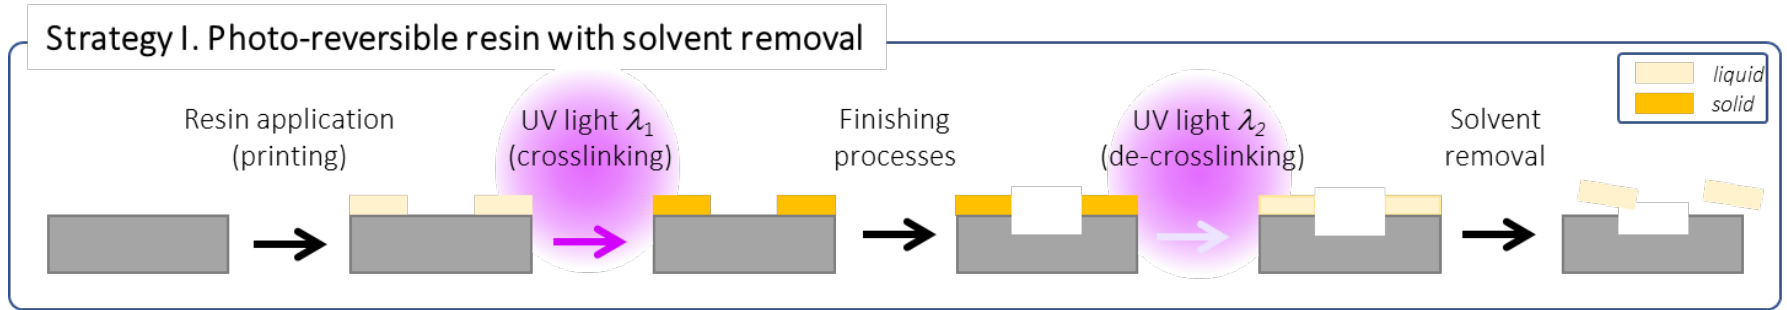 Strategy I. Photo-reversible resin with solvent removal
liquid
solid
Resin application
(printing)
UV light λ1
(crosslinking)
Finishing
processes
UV light λ2
(de-crosslinking)
Solvent
removal